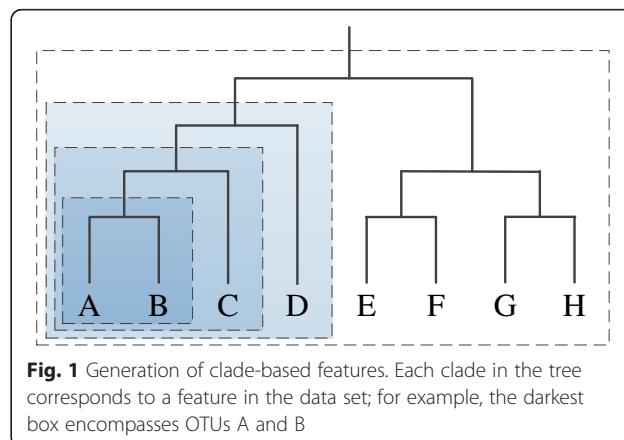 A B C D E F G H
Fig. 1 Generation of clade-based features. Each clade in the tree
corresponds to a feature in the data set; for example, the darkest
box encompasses OTUs A and B